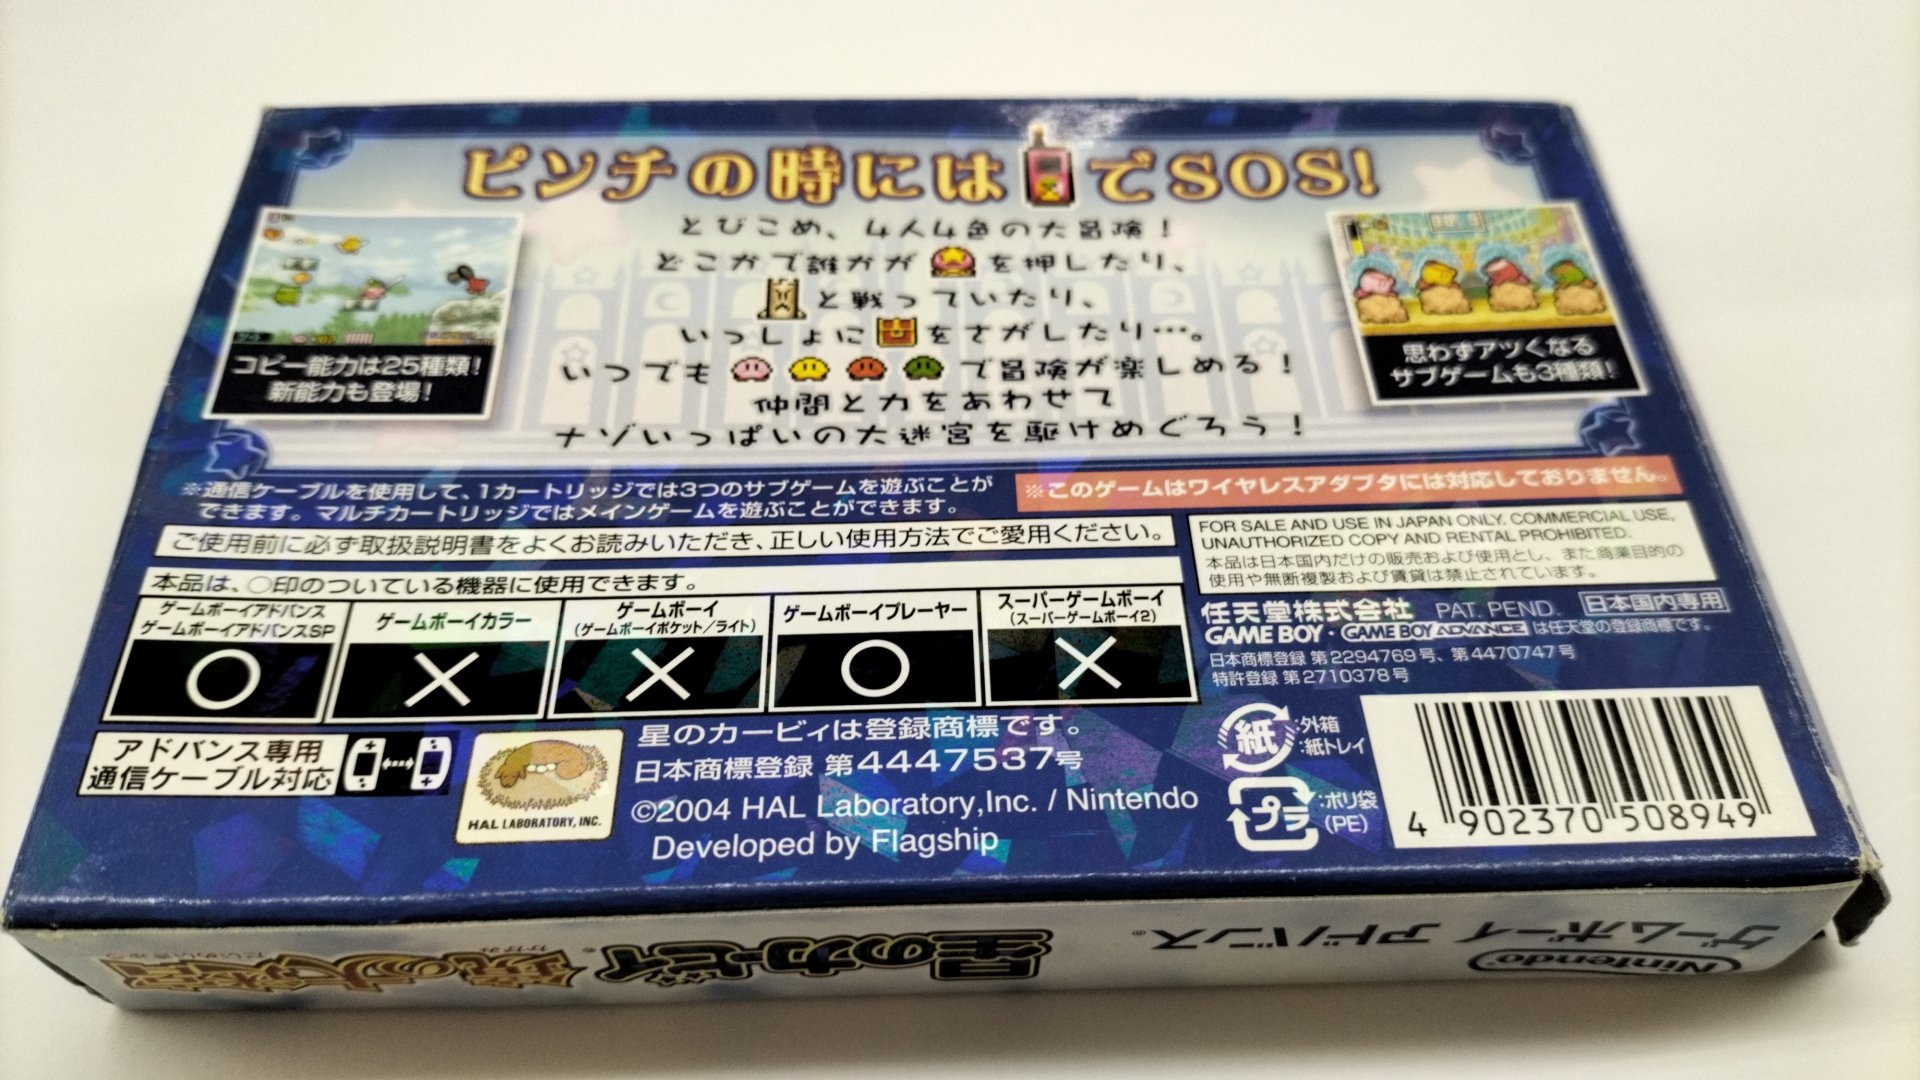 ピンチの時にはでSOS!
とびこめ、4人4色の大冒険!
どこかで誰かがを押したり、
と戦っていたり、
いっしょにをさがしたり…。
いつでもで冒険が楽しめる!
仲間と力をあわせて
ナゾいっぱいの大迷宮を駆けめぐろう!
コピー能力は25種類!
新能力も登場!
思わずアツくなる
サブゲームも3種類!
※通信ケーブルを使用して、1カートリッジでは3つのサブゲームを遊ぶことが
できます。マルチカートリッジではメインゲームを遊ぶことができます。
※このゲームはワイヤレスアダプタには対応しておりません。
ご使用前に必ず取扱説明書をよくお読みいただき、正しい使用方法でご愛用ください。
FOR SALE AND USE IN JAPAN ONLY. COMMERCIAL USE,
UNAUTHORIZED COPY AND RENTAL PROHIBITED.
本品は日本国内だけの販売および使用とし、また商業目的の
使用や無断複製および賃貸は禁止されています。
本品は、○印のついている機器に使用できます。
ゲームボーイアドバンス
ゲームボーイアドバンスSP
○
ゲームボーイカラー
×
ゲームボーイ
(ゲームボーイポケット/ライト)
×
ゲームボーイプレーヤー
○
スーパーゲームボーイ
(スーパーゲームボーイ2)
×
任天堂株式会社 PAT. PEND. 日本国内専用
GAME BOY・GAME BOY ADVANCE は任天堂の登録商標です。
日本商標登録 第2294769号、第4470747号
特許登録 第2710378号
アドバンス専用
通信ケーブル対応
HAL LABORATORY, INC.
星のカービィは登録商標です。
日本商標登録 第4447537号
©2004 HAL Laboratory,Inc. / Nintendo
Developed by Flagship
紙 :外箱
:紙トレイ
プラ :ポリ袋
(PE)
4 902370 508949
Nintendo® ゲームボーイ アドバンス® 星のカービィ® 鏡の大迷宮
かがみ だいめいきゅう